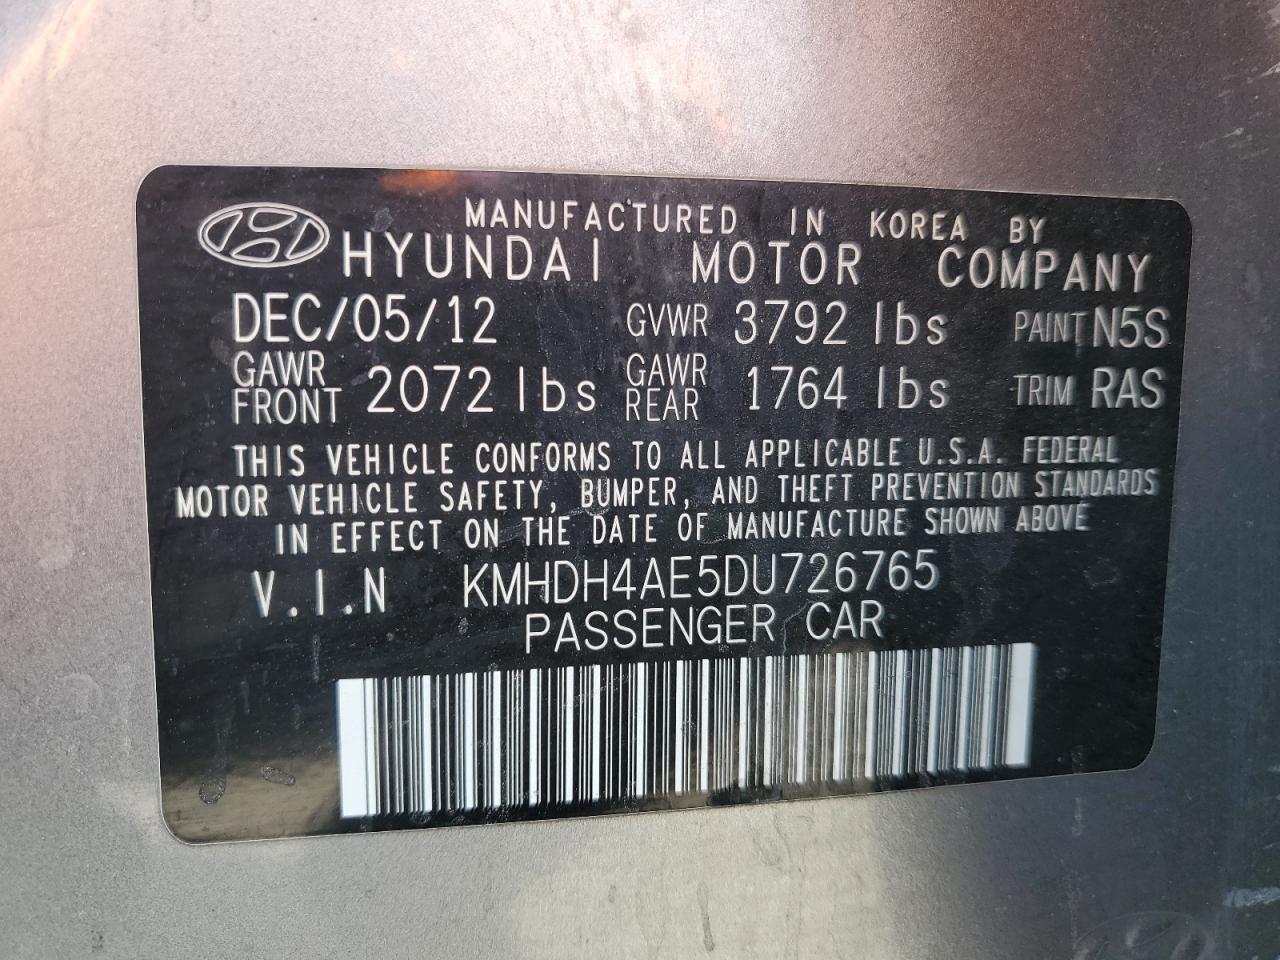 MANUFACTURED IN KOREA BY
HYUNDAI MOTOR COMPANY
DEC/05/12 GVWR 3792 lbs PAINT N5S
GAWR FRONT 2072 lbs GAWR REAR 1764 lbs TRIM RAS
THIS VEHICLE CONFORMS TO ALL APPLICABLE U.S.A. FEDERAL
MOTOR VEHICLE SAFETY, BUMPER, AND THEFT PREVENTION STANDARDS
IN EFFECT ON THE DATE OF MANUFACTURE SHOWN ABOVE
V.I.N KMHDH4AE5DU726765
PASSENGER CAR